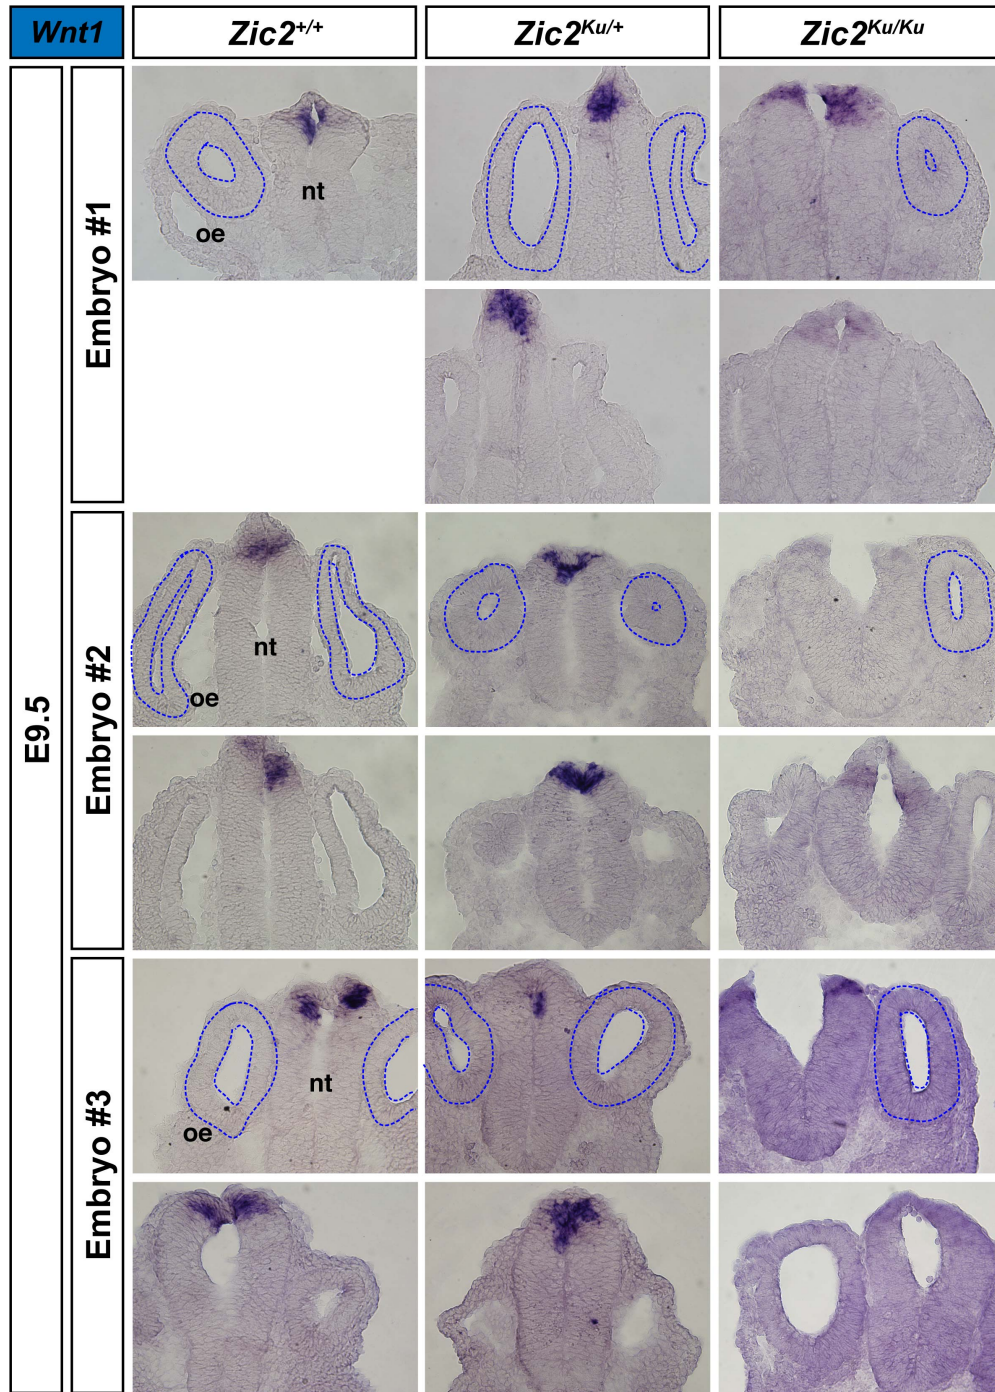 Wnt1
Zic2+/+
Zic2Ku/+
Zic2Ku/Ku
E9.5
Embryo #1
nt
oe
Embryo #2
nt
oe
Embryo #3
nt
oe